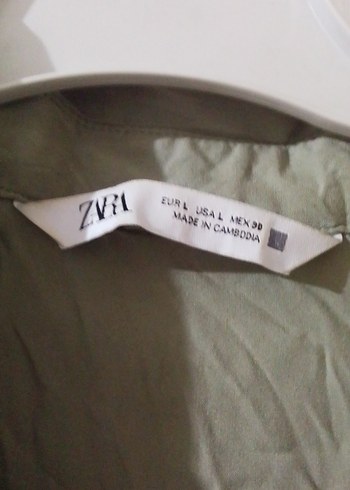 ZARA
EUR L USA L MEX 30
MADE IN CAMBODIA